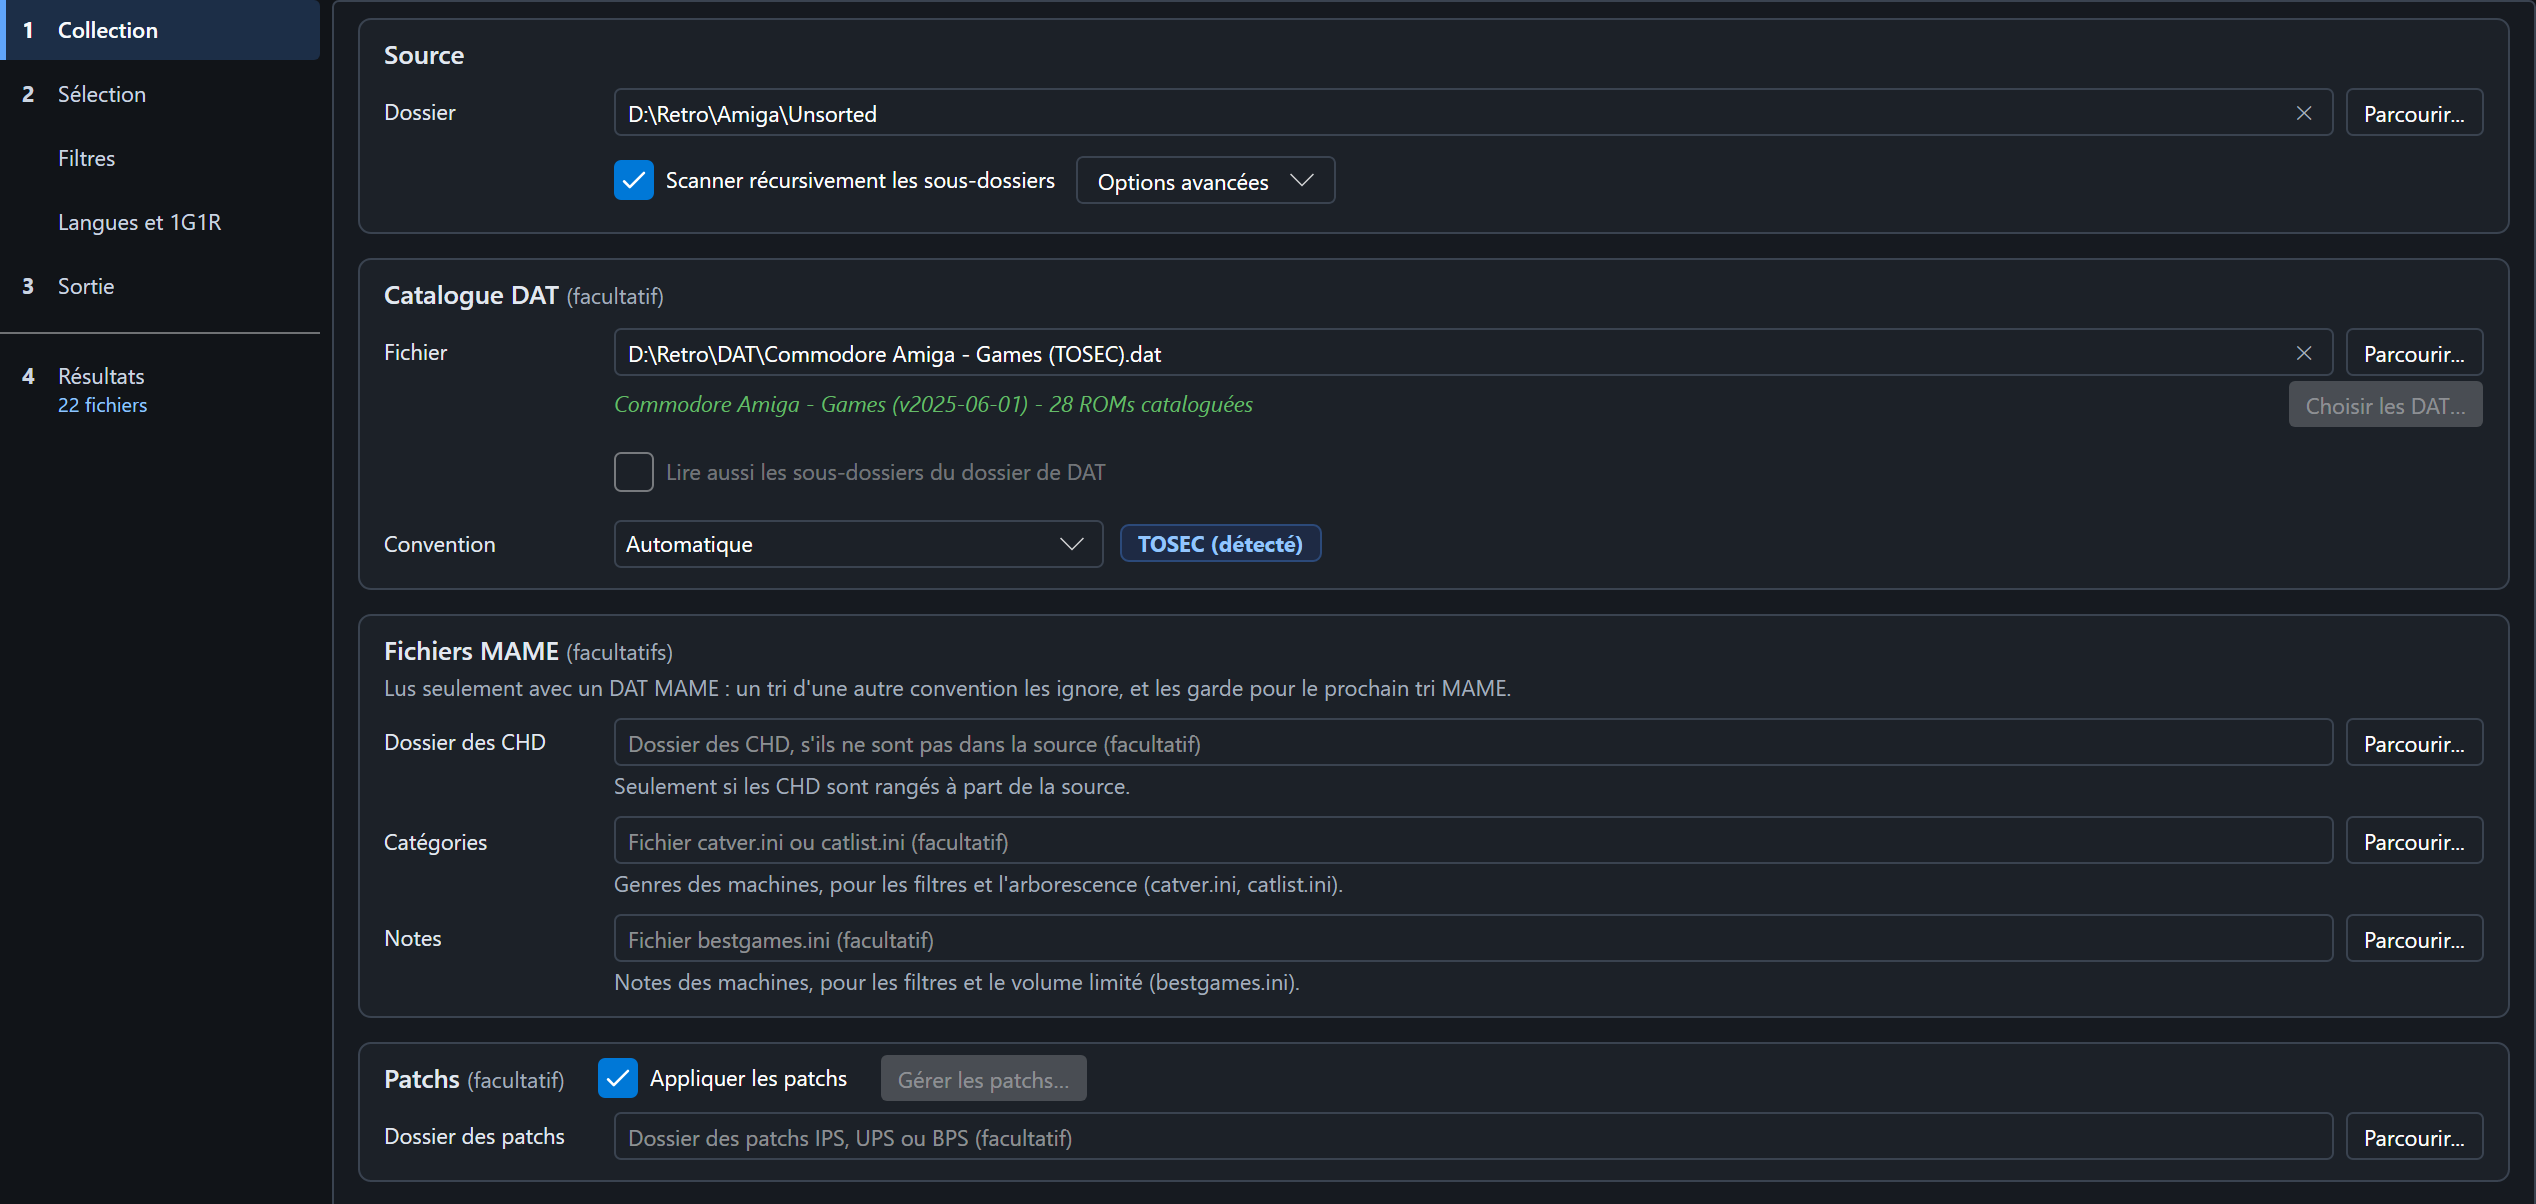 1 Collection
2 Sélection
Filtres
Langues et 1G1R
3 Sortie
4 Résultats
22 fichiers
Source
Dossier D:\Retro\Amiga\Unsorted Parcourir...
Scanner récursivement les sous-dossiers Options avancées
Catalogue DAT (facultatif)
Fichier D:\Retro\DAT\Commodore Amiga - Games (TOSEC).dat Parcourir...
Commodore Amiga - Games (v2025-06-01) - 28 ROMs cataloguées Choisir les DAT...
Lire aussi les sous-dossiers du dossier de DAT
Convention Automatique TOSEC (détecté)
Fichiers MAME (facultatifs)
Lus seulement avec un DAT MAME : un tri d'une autre convention les ignore, et les garde pour le prochain tri MAME.
Dossier des CHD Dossier des CHD, s'ils ne sont pas dans la source (facultatif) Parcourir...
Seulement si les CHD sont rangés à part de la source.
Catégories Fichier catver.ini ou catlist.ini (facultatif) Parcourir...
Genres des machines, pour les filtres et l'arborescence (catver.ini, catlist.ini).
Notes Fichier bestgames.ini (facultatif) Parcourir...
Notes des machines, pour les filtres et le volume limité (bestgames.ini).
Patchs (facultatif) Appliquer les patchs Gérer les patchs...
Dossier des patchs Dossier des patchs IPS, UPS ou BPS (facultatif) Parcourir...